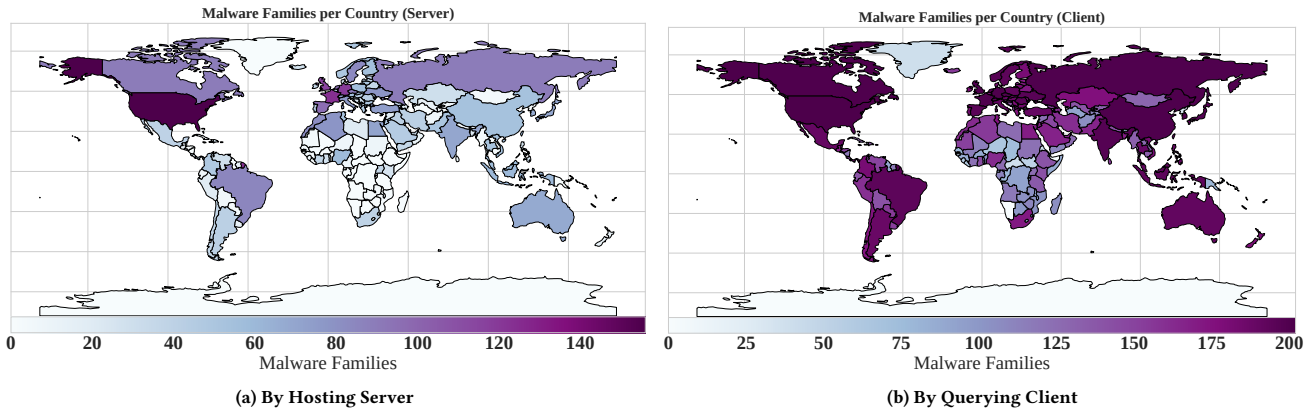 Malware Families per Country (Server)
0 20 40 60 80 100 120 140
Malware Families
(a) By Hosting Server
Malware Families per Country (Client)
0 25 50 75 100 125 150 175 200
Malware Families
(b) By Querying Client